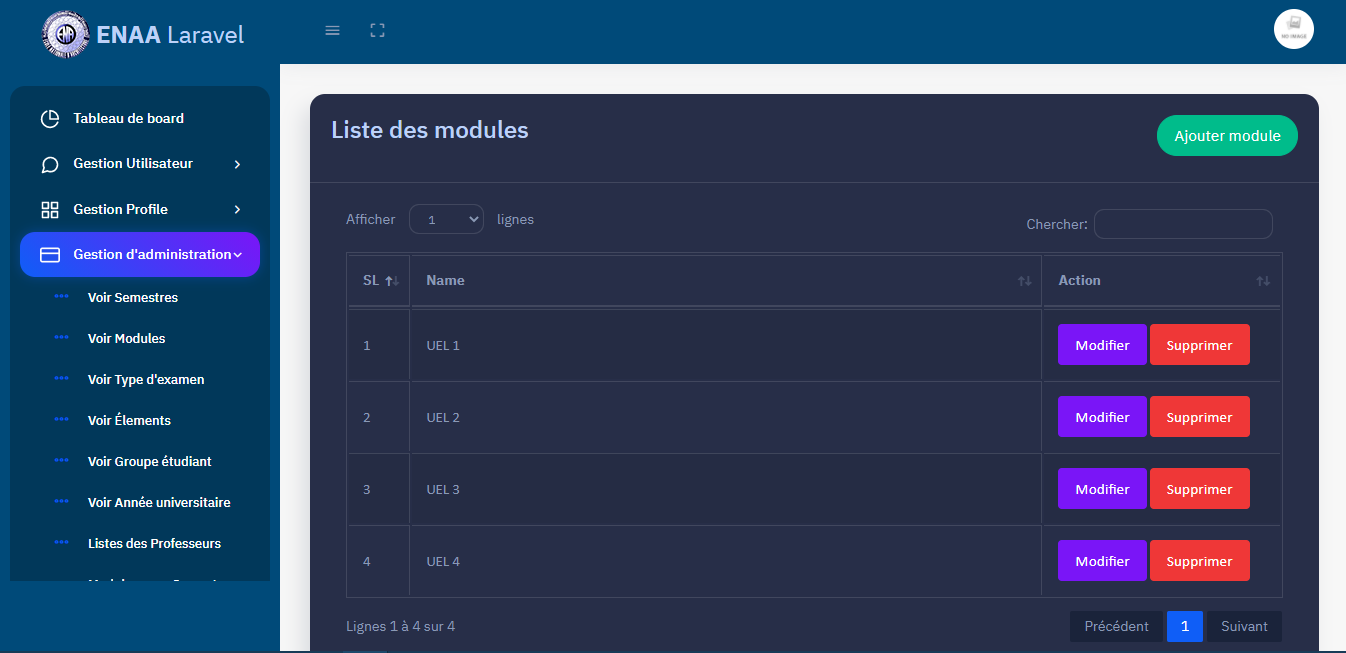 ENAA Laravel
NO IMAGE
Tableau de board
Gestion Utilisateur
Gestion Profile
Gestion d'administration
Voir Semestres
Voir Modules
Voir Type d'examen
Voir Élements
Voir Groupe étudiant
Voir Année universitaire
Listes des Professeurs
Liste des modules
Ajouter module
Afficher 1 lignes
Chercher:
SL Name Action
1 UEL 1 Modifier Supprimer
2 UEL 2 Modifier Supprimer
3 UEL 3 Modifier Supprimer
4 UEL 4 Modifier Supprimer
Lignes 1 à 4 sur 4
Précédent 1 Suivant